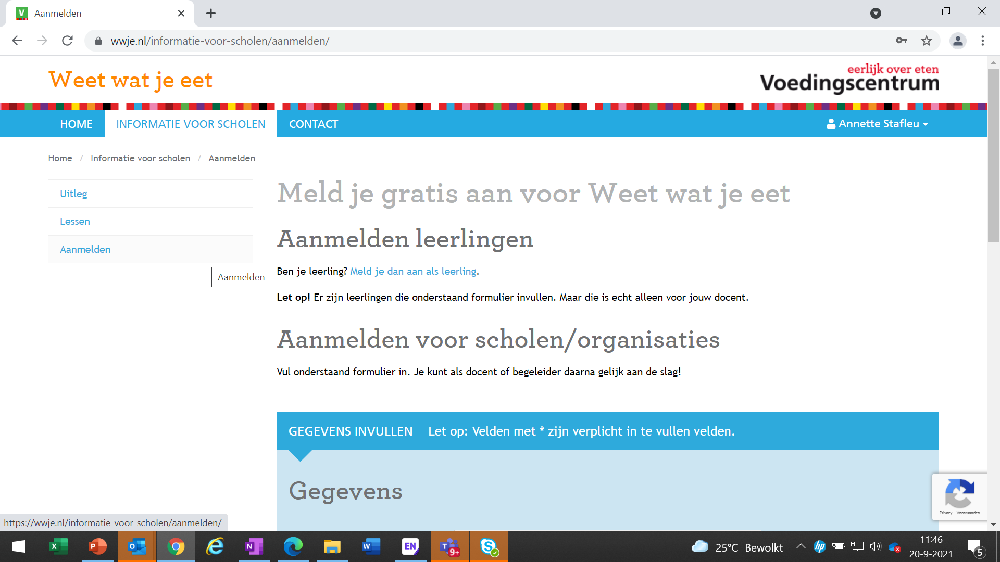 Aanmelden
wwje.nl/informatie-voor-scholen/aanmelden/
Weet wat je eet
eerlijk over eten
Voedingscentrum
HOME INFORMATIE VOOR SCHOLEN CONTACT Annette Stafleu
Home / Informatie voor scholen / Aanmelden
Uitleg
Lessen
Aanmelden
Aanmelden
Meld je gratis aan voor Weet wat je eet
Aanmelden leerlingen
Ben je leerling? Meld je dan aan als leerling.
Let op! Er zijn leerlingen die onderstaand formulier invullen. Maar die is echt alleen voor jouw docent.
Aanmelden voor scholen/organisaties
Vul onderstaand formulier in. Je kunt als docent of begeleider daarna gelijk aan de slag!
GEGEVENS INVULLEN Let op: Velden met * zijn verplicht in te vullen velden.
Gegevens
Privacy - Voorwaarden
https://wwje.nl/informatie-voor-scholen/aanmelden/
EN
9+
25°C Bewolkt
11:46
20-9-2021
5